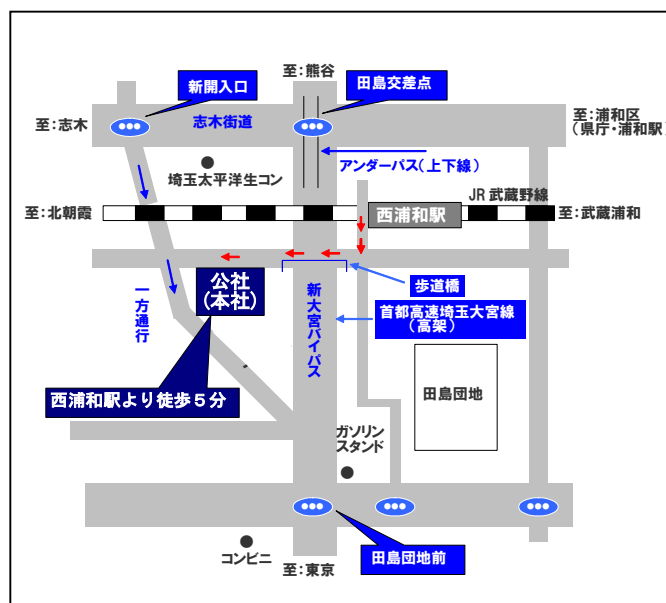 至：熊谷
新開入口
田島交差点
至：志木
志木街道
至：浦和区
（県庁・浦和駅）
アンダーパス（上下線）
埼玉太平洋生コン
JR 武蔵野線
至：北朝霞
西浦和駅
至：武蔵浦和
公社
（本社）
歩道橋
一方通行
新大宮バイパス
首都高速埼玉大宮線
（高架）
西浦和駅より徒歩５分
田島団地
ガソリン
スタンド
コンビニ
田島団地前
至：東京